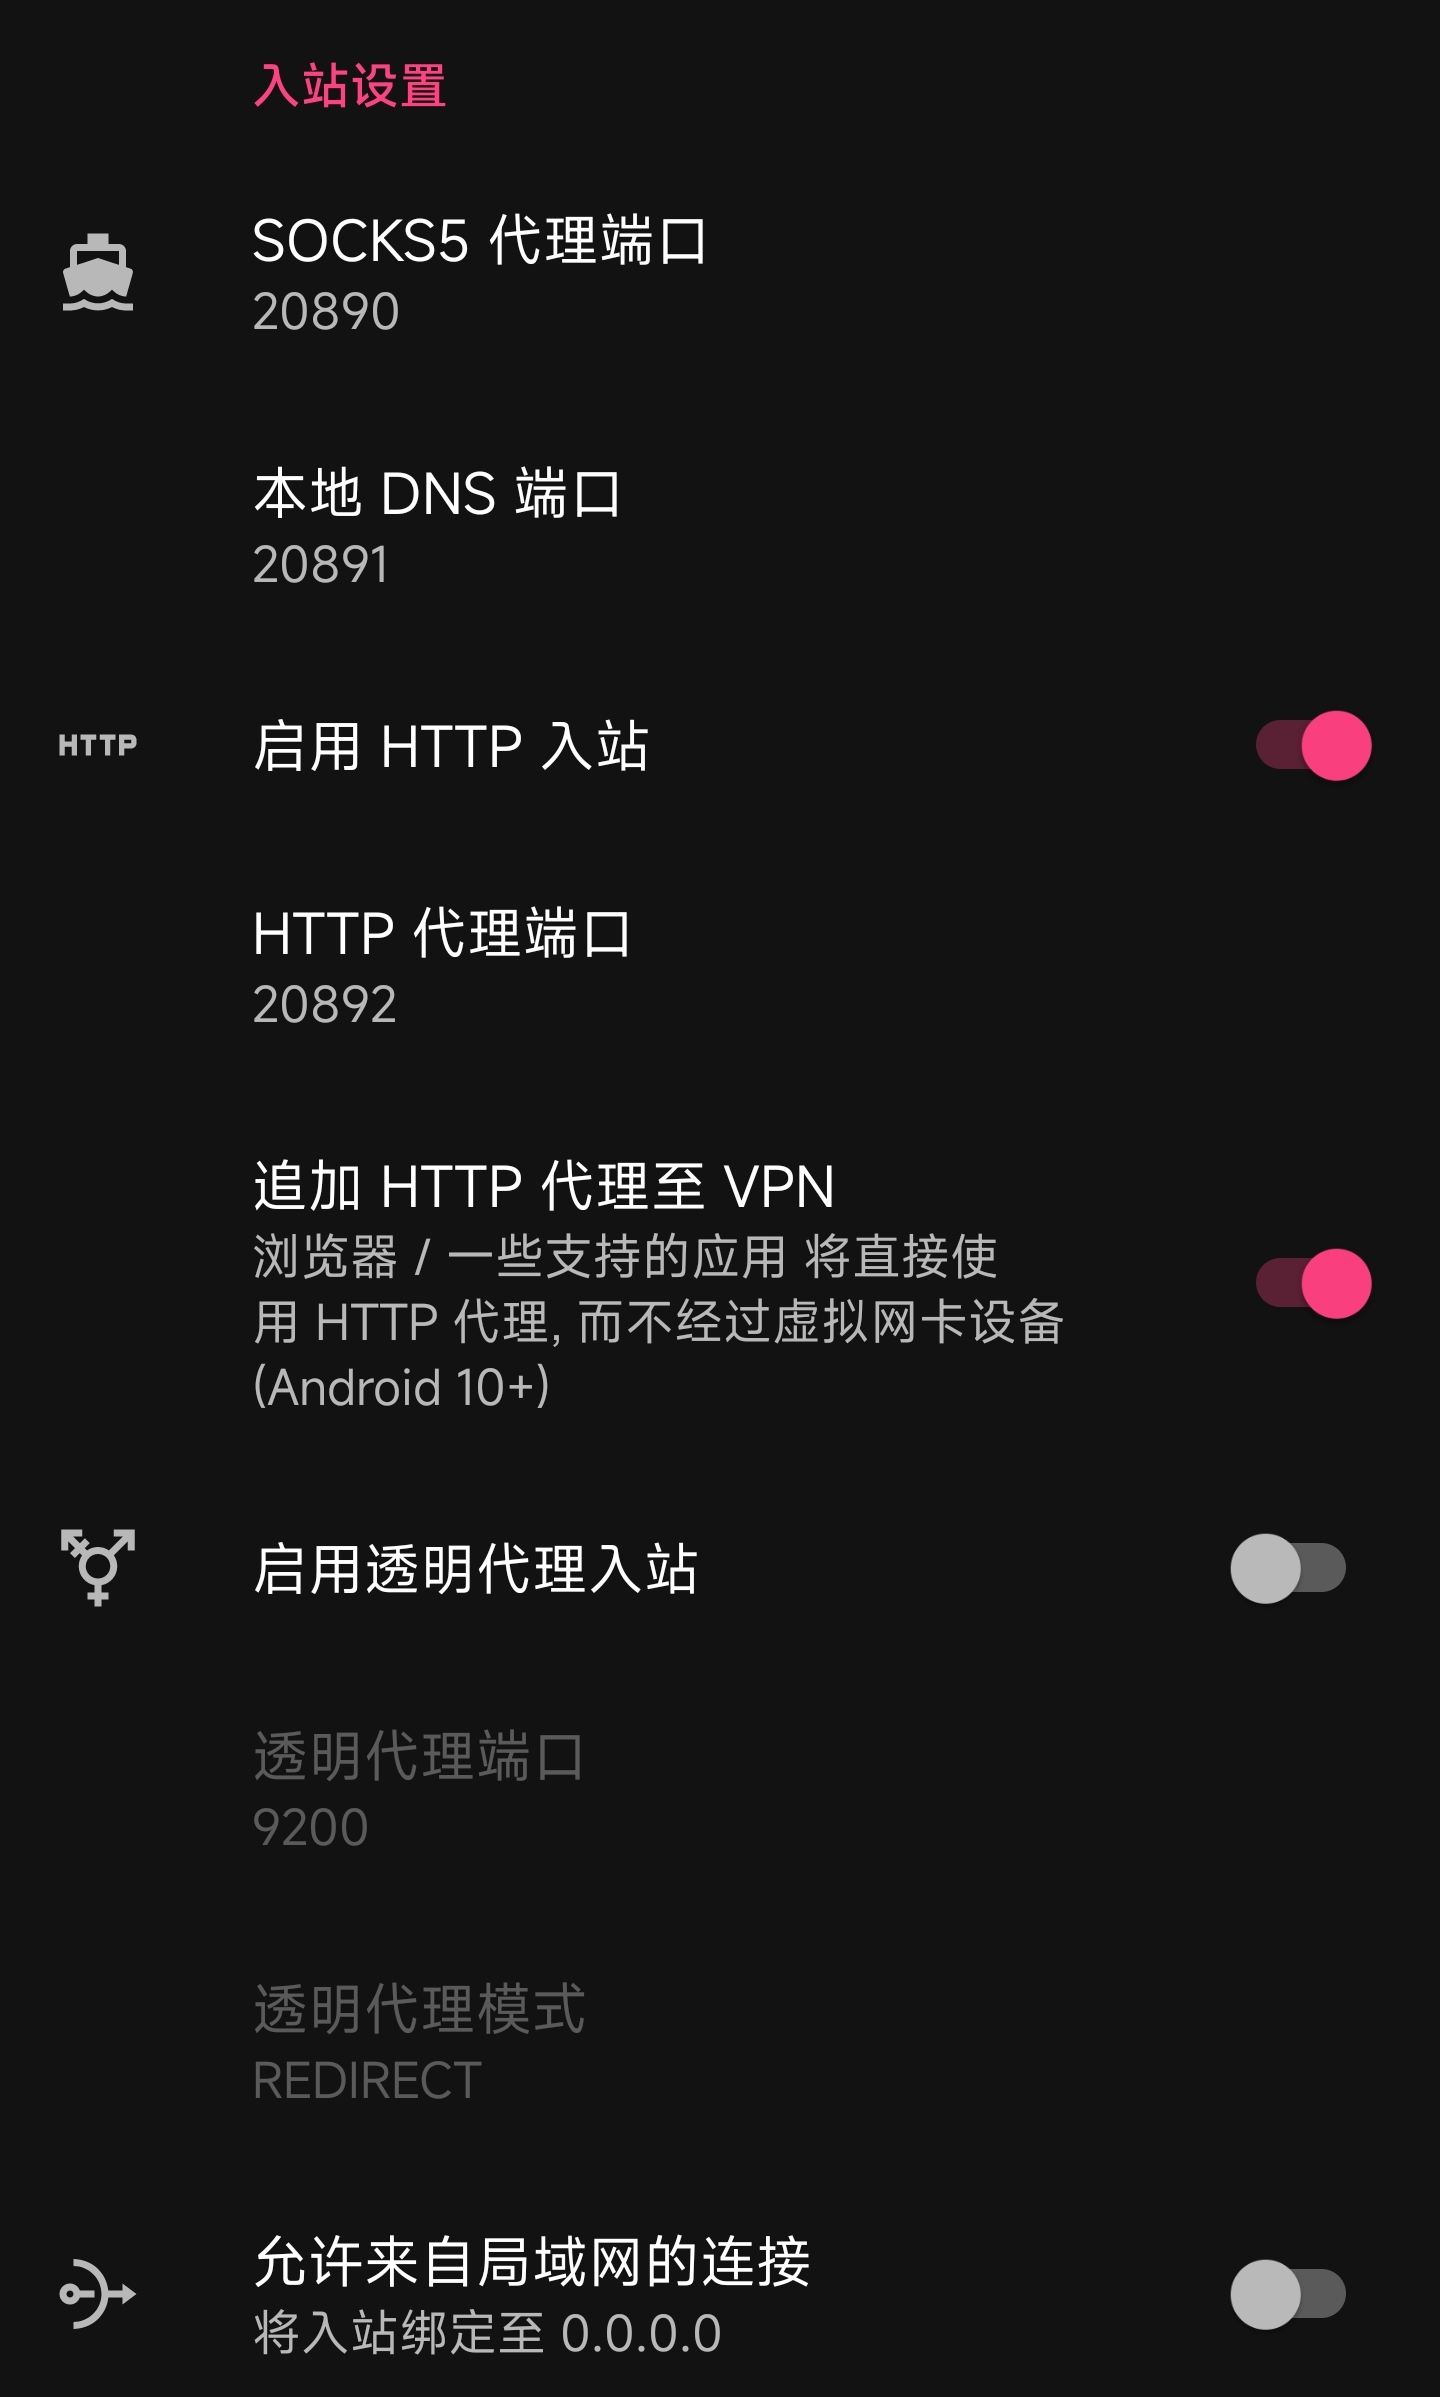 入站设置
SOCKS5 代理端口
20890
本地 DNS 端口
20891
HTTP
启用 HTTP 入站
HTTP 代理端口
20892
追加 HTTP 代理至 VPN
浏览器 / 一些支持的应用 将直接使
用 HTTP 代理, 而不经过虚拟网卡设备
(Android 10+)
启用透明代理入站
透明代理端口
9200
透明代理模式
REDIRECT
允许来自局域网的连接
将入站绑定至 0.0.0.0